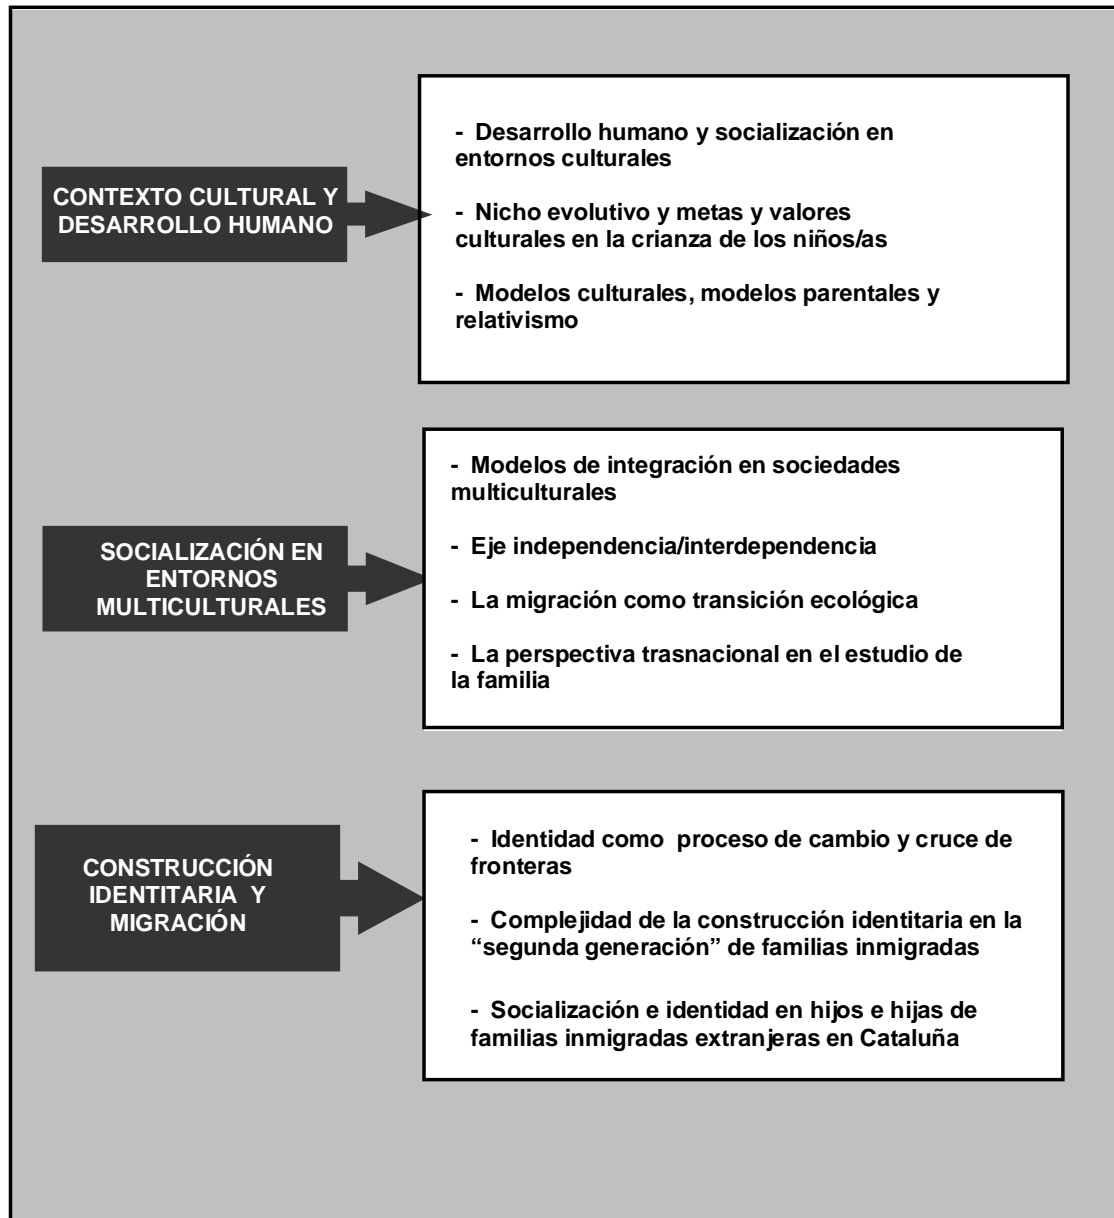 CONTEXTO CULTURAL Y
DESARROLLO HUMANO
- Desarrollo humano y socialización en
entornos culturales
- Nicho evolutivo y metas y valores
culturales en la crianza de los niños/as
- Modelos culturales, modelos parentales y
relativismo
SOCIALIZACIÓN EN
ENTORNOS
MULTICULTURALES
- Modelos de integración en sociedades
multiculturales
- Eje independencia/interdependencia
- La migración como transición ecológica
- La perspectiva trasnacional en el estudio de
la familia
CONSTRUCCIÓN
IDENTITARIA Y
MIGRACIÓN
- Identidad como proceso de cambio y cruce de
fronteras
- Complejidad de la construcción identitaria en la
“segunda generación” de familias inmigradas
- Socialización e identidad en hijos e hijas de
familias inmigradas extranjeras en Cataluña